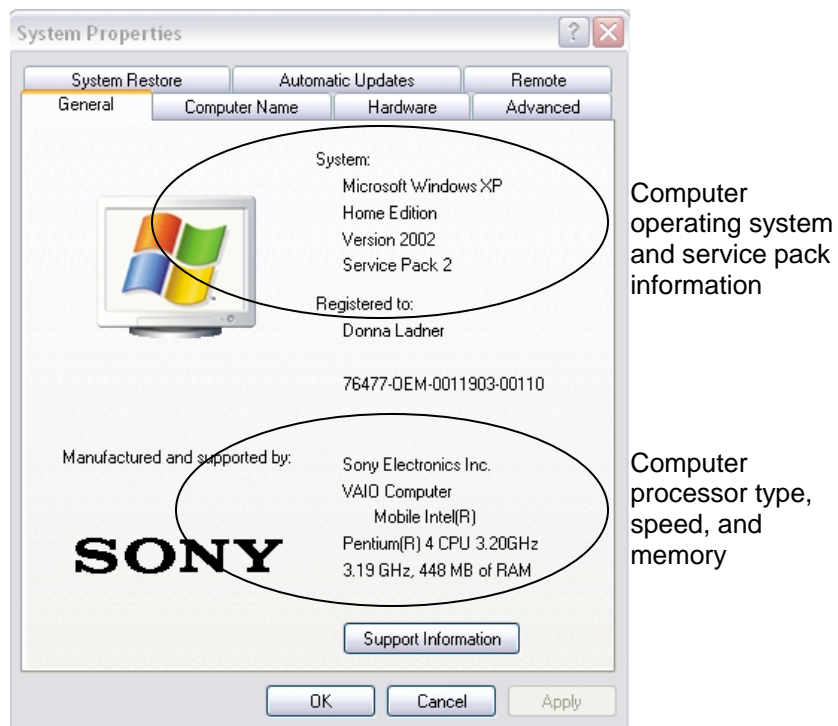 System Properties
System Restore Automatic Updates Remote
General Computer Name Hardware Advanced
System:
Microsoft Windows XP
Home Edition
Version 2002
Service Pack 2
Registered to:
Donna Ladner
76477-OEM-0011903-00110
Computer
operating system
and service pack
information
Manufactured and supported by:
Sony Electronics Inc.
VAIO Computer
Mobile Intel(R)
Pentium(R) 4 CPU 3.20GHz
3.19 GHz, 448 MB of RAM
SONY
Computer
processor type,
speed, and
memory
Support Information
OK Cancel Apply